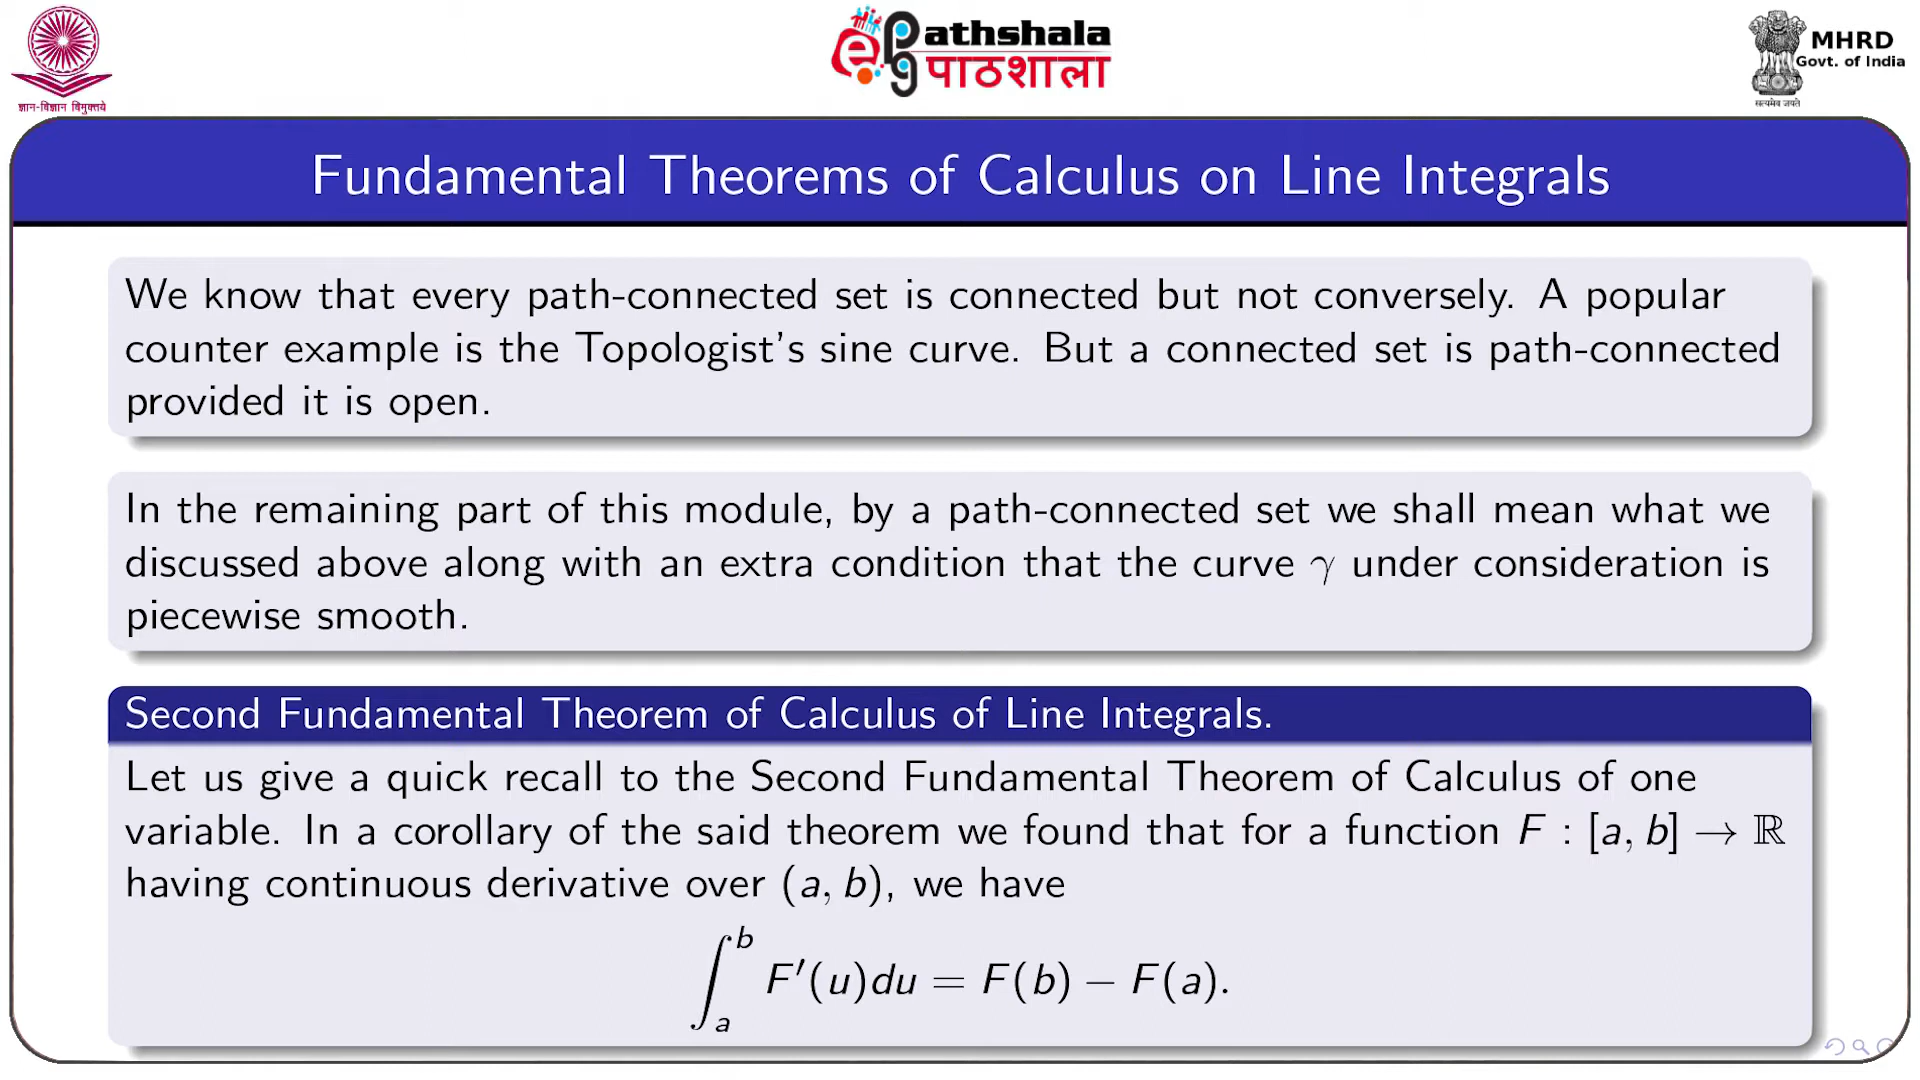 ज्ञान-विज्ञान विमुक्तये
ePG Pathshala
पाठशाला
MHRD
Govt. of India
सत्यमेव जयते
Fundamental Theorems of Calculus on Line Integrals
We know that every path-connected set is connected but not conversely. A popular
counter example is the Topologist's sine curve. But a connected set is path-connected
provided it is open.
In the remaining part of this module, by a path-connected set we shall mean what we
discussed above along with an extra condition that the curve γ under consideration is
piecewise smooth.
Second Fundamental Theorem of Calculus of Line Integrals.
Let us give a quick recall to the Second Fundamental Theorem of Calculus of one
variable. In a corollary of the said theorem we found that for a function F : [a, b] → ℝ
having continuous derivative over (a, b), we have
∫_a^b F′(u)du = F(b) − F(a).